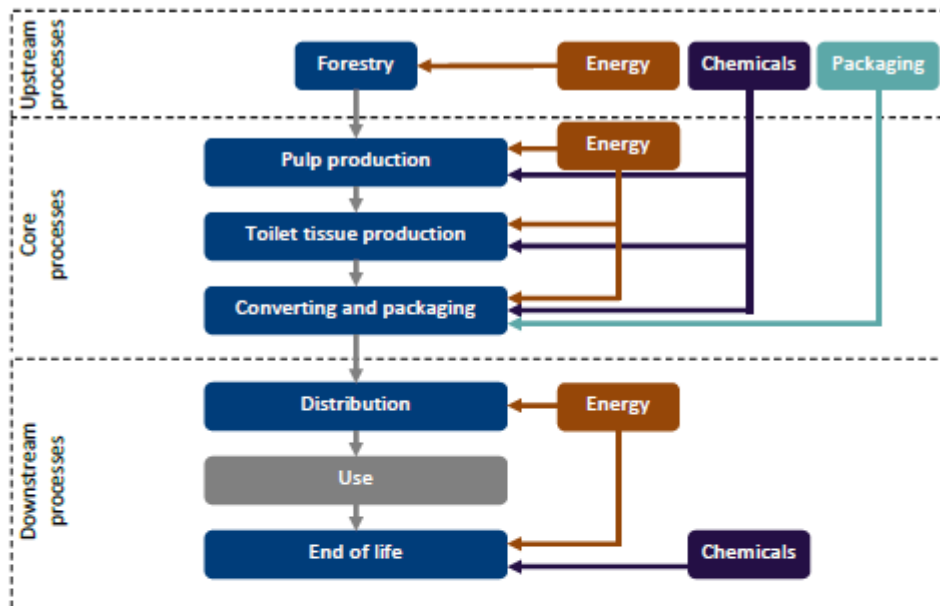 Upstream
processes
Forestry
Energy
Chemicals
Packaging
Core
processes
Pulp production
Energy
Toilet tissue production
Converting and packaging
Downstream
processes
Distribution
Energy
Use
End of life
Chemicals